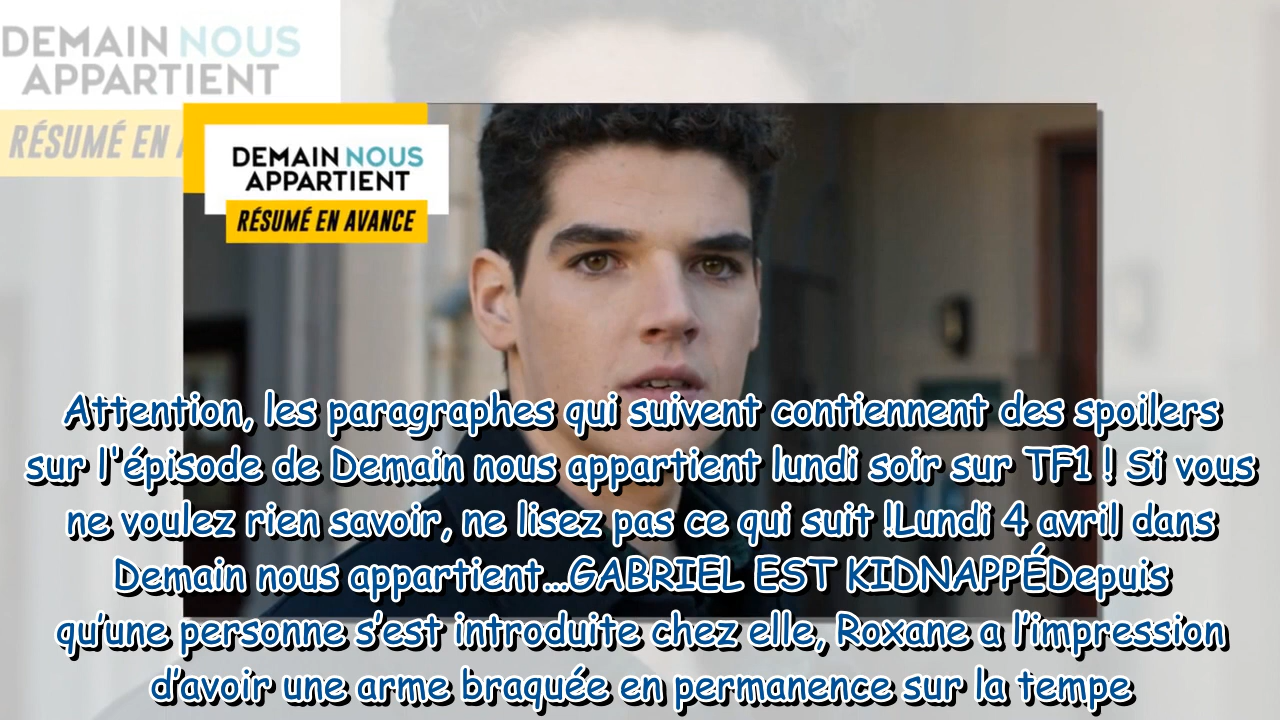 DEMAIN NOUS
APPARTIENT
RÉSUMÉ EN A
DEMAIN NOUS
APPARTIENT
RÉSUMÉ EN AVANCE
Attention, les paragraphes qui suivent contiennent des spoilers
sur l'épisode de Demain nous appartient lundi soir sur TF1 ! Si vous
ne voulez rien savoir, ne lisez pas ce qui suit !Lundi 4 avril dans
Demain nous appartient...GABRIEL EST KIDNAPPÉDepuis
qu’une personne s’est introduite chez elle, Roxane a l’impression
d’avoir une arme braquée en permanence sur la tempe